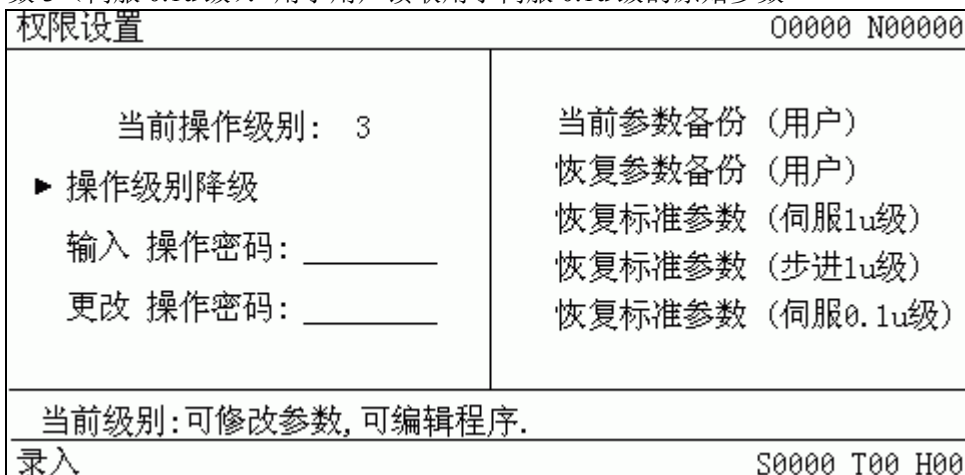 权限设置 O0000 N00000
当前操作级别: 3
▶ 操作级别降级
输入 操作密码:
更改 操作密码:
当前参数备份 (用户)
恢复参数备份 (用户)
恢复标准参数 (伺服1u级)
恢复标准参数 (步进1u级)
恢复标准参数 (伺服0.1u级)
当前级别:可修改参数,可编辑程序.
录入 S0000 T00 H00